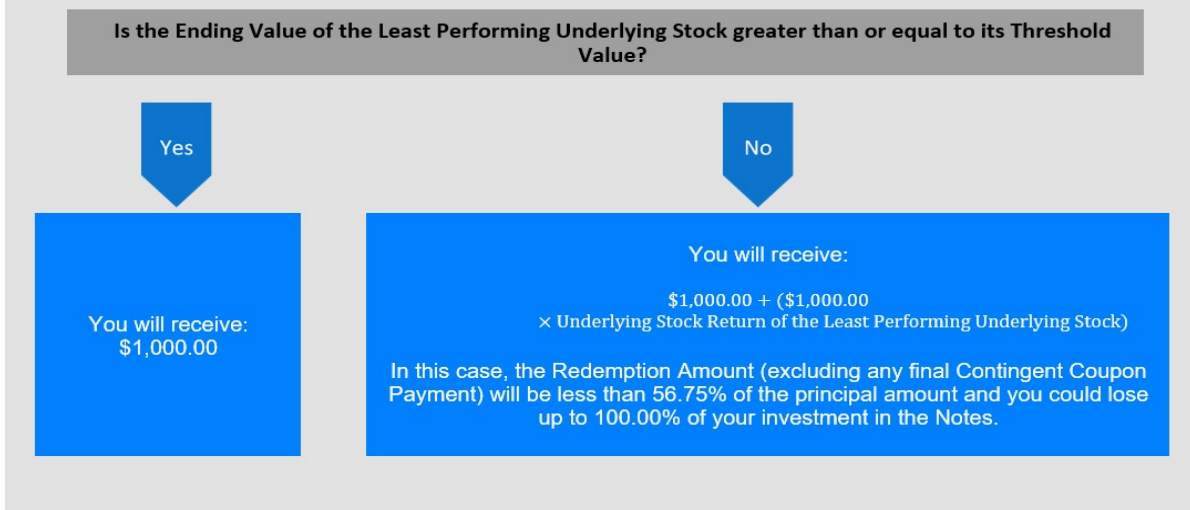 Is the Ending Value of the Least Performing Underlying Stock greater than or equal to its Threshold
Value?
Yes
No
You will receive:
$1,000.00
You will receive:
$1,000.00 + ($1,000.00
× Underlying Stock Return of the Least Performing Underlying Stock)
In this case, the Redemption Amount (excluding any final Contingent Coupon
Payment) will be less than 56.75% of the principal amount and you could lose
up to 100.00% of your investment in the Notes.